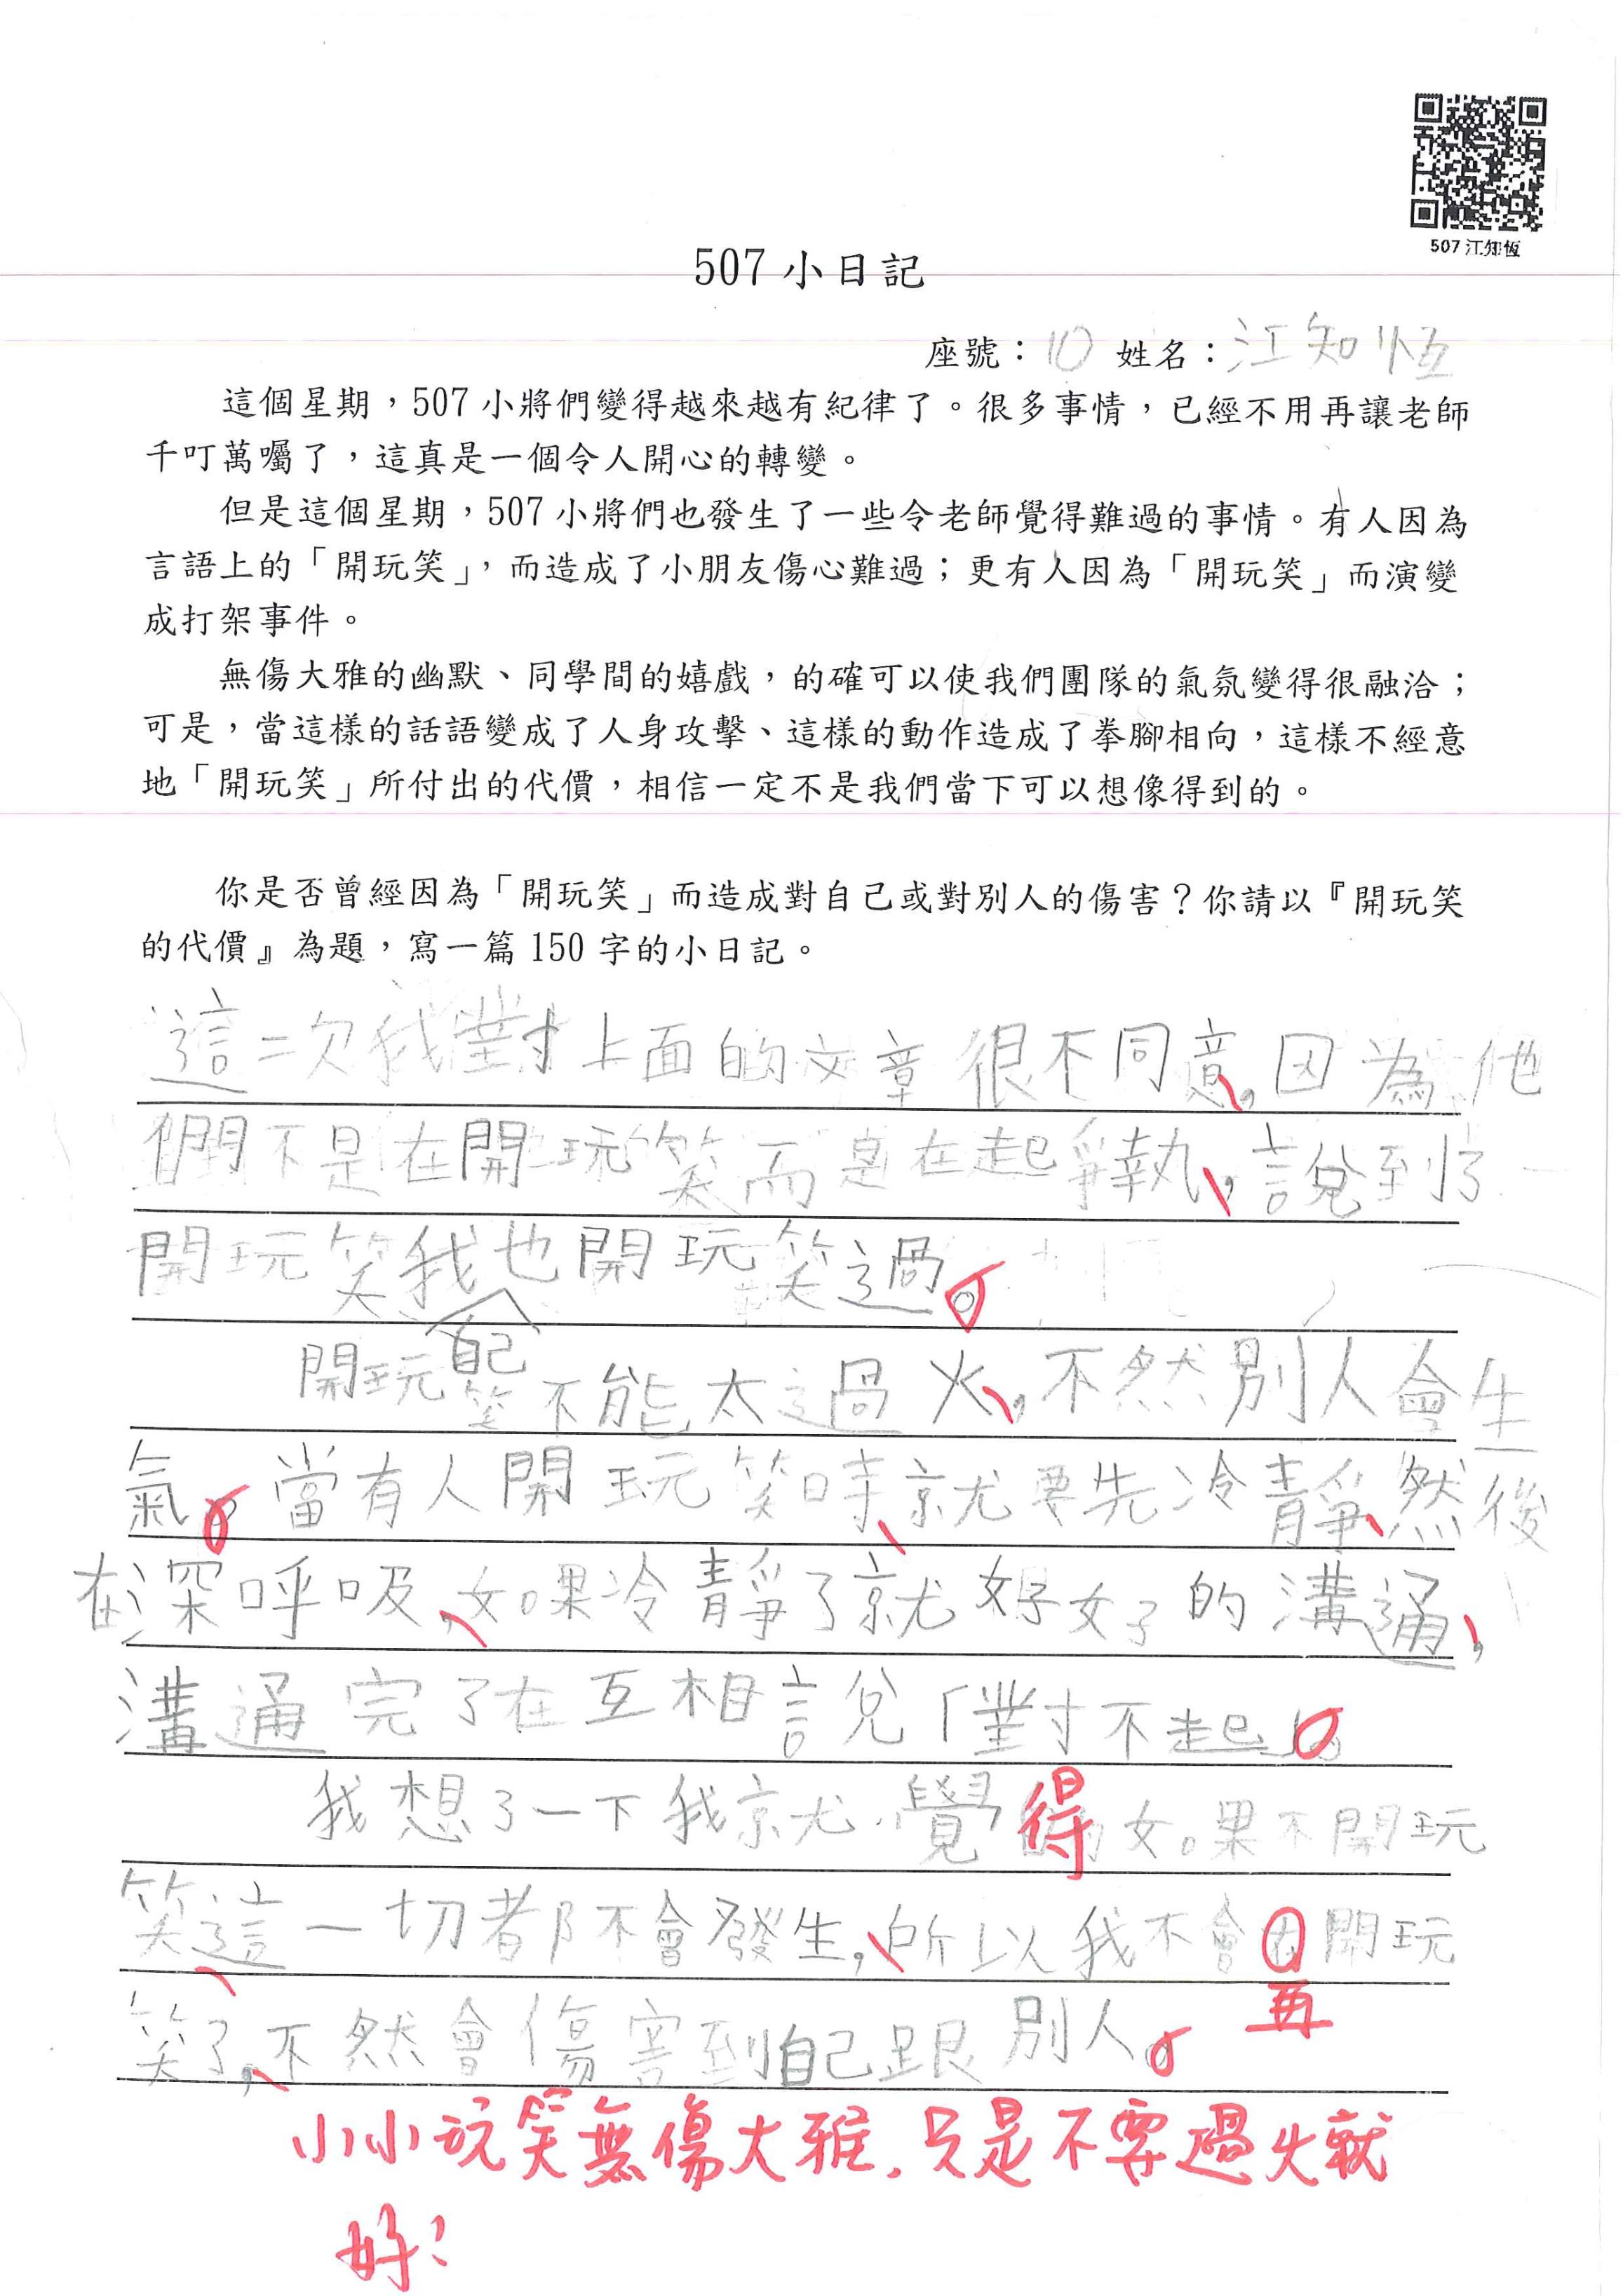 507 江知恆
507 小日記
座號：10 姓名：江知恆
這個星期，507 小將們變得越來越有紀律了。很多事情，已經不用再讓老師
千叮萬囑了，這真是一個令人開心的轉變。
但是這個星期，507 小將們也發生了一些令老師覺得難過的事情。有人因為
言語上的「開玩笑」，而造成了小朋友傷心難過；更有人因為「開玩笑」而演變
成打架事件。
無傷大雅的幽默、同學間的嬉戲，的確可以使我們團隊的氣氛變得很融洽；
可是，當這樣的話語變成了人身攻擊、這樣的動作造成了拳腳相向，這樣不經意
地「開玩笑」所付出的代價，相信一定不是我們當下可以想像得到的。
你是否曾經因為「開玩笑」而造成對自己或對別人的傷害？你請以『開玩笑
的代價』為題，寫一篇 150 字的小日記。
這一次我對上面的文章很不同意，因為他
們不是在開玩笑而是在起爭執，說到了
開玩笑我也開玩笑過。
自己
開玩笑不能太過火，不然別人會生
氣。當有人開玩笑時就要先冷靜、然後
在深呼吸，如果冷靜了就好好的溝通，
溝通完了在互相說「對不起」。
我想了一下我就覺得如果不開玩
笑這一切都不會發生，所以我不會在開玩
再
笑了，不然會傷害到自己跟別人。
小小玩笑無傷大雅，只是不要過火就
好！